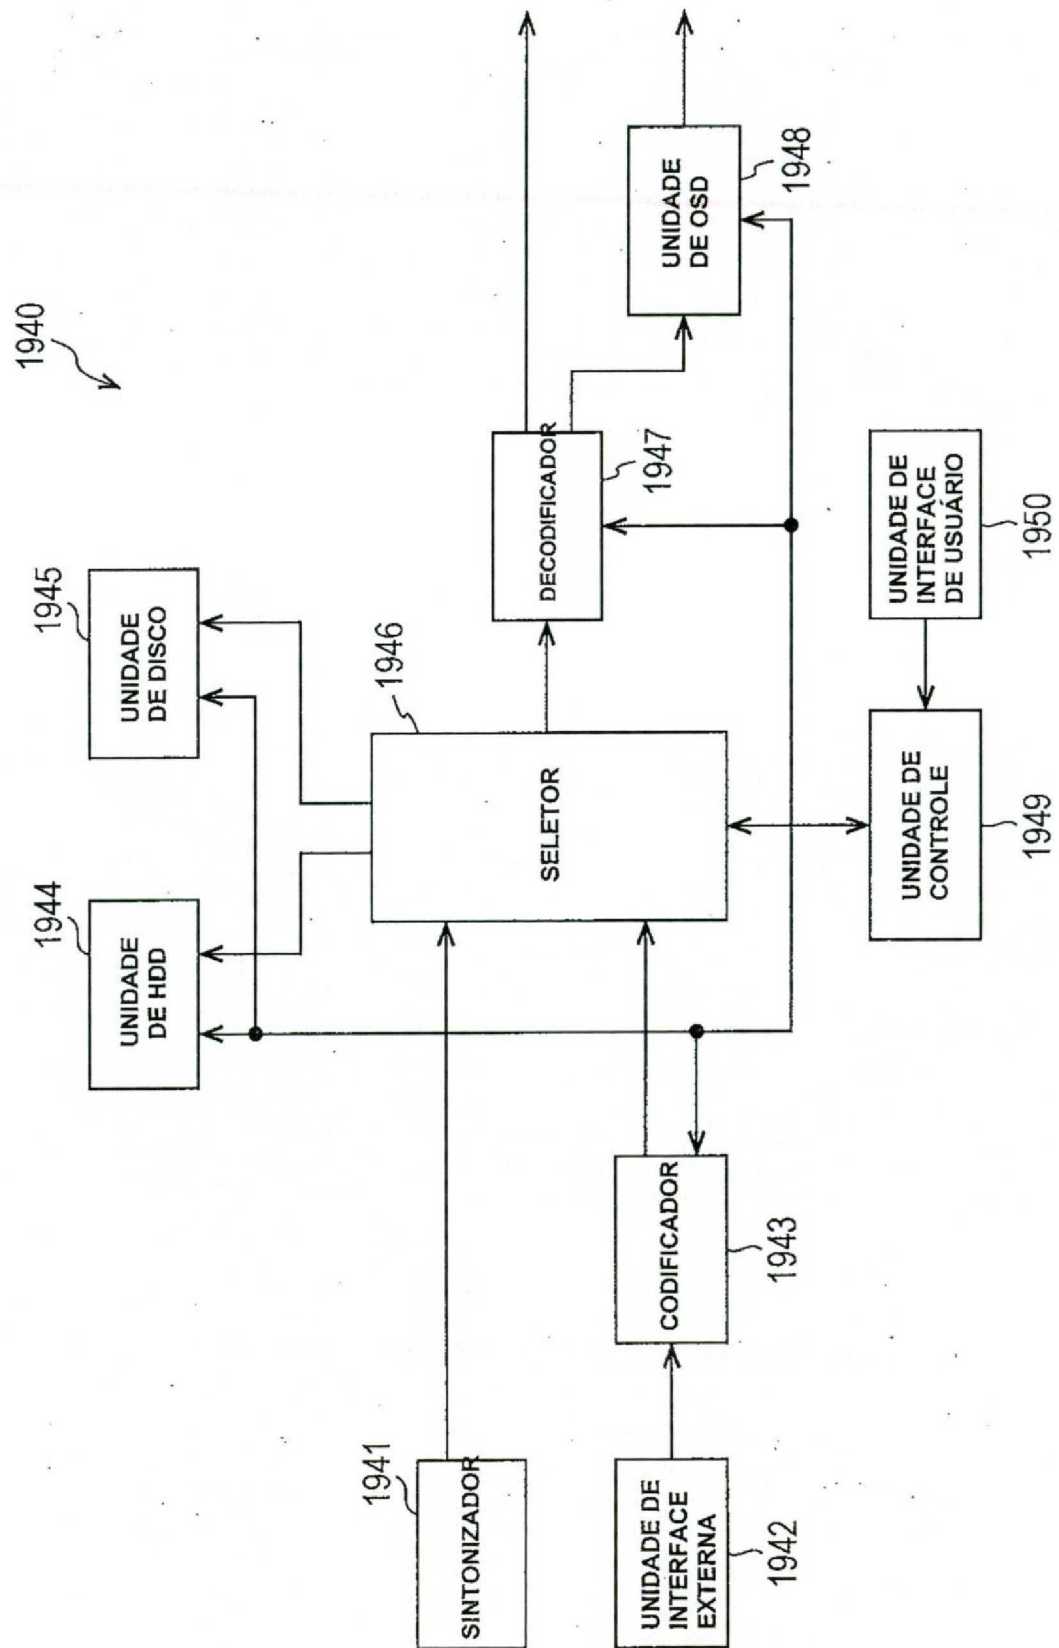 1940
1944
UNIDADE
DE HDD
1945
UNIDADE
DE DISCO
1941
SINTONIZADOR
1946
SELETOR
DECODIFICADOR
1947
UNIDADE
DE OSD
1948
UNIDADE DE
INTERFACE
EXTERNA
1942
CODIFICADOR
1943
UNIDADE DE
CONTROLE
1949
UNIDADE DE
INTERFACE
DE USUÁRIO
1950